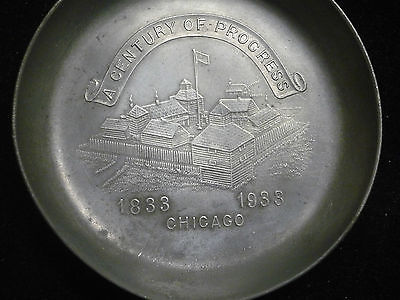 A CENTURY OF PROGRESS
1833 1933
CHICAGO